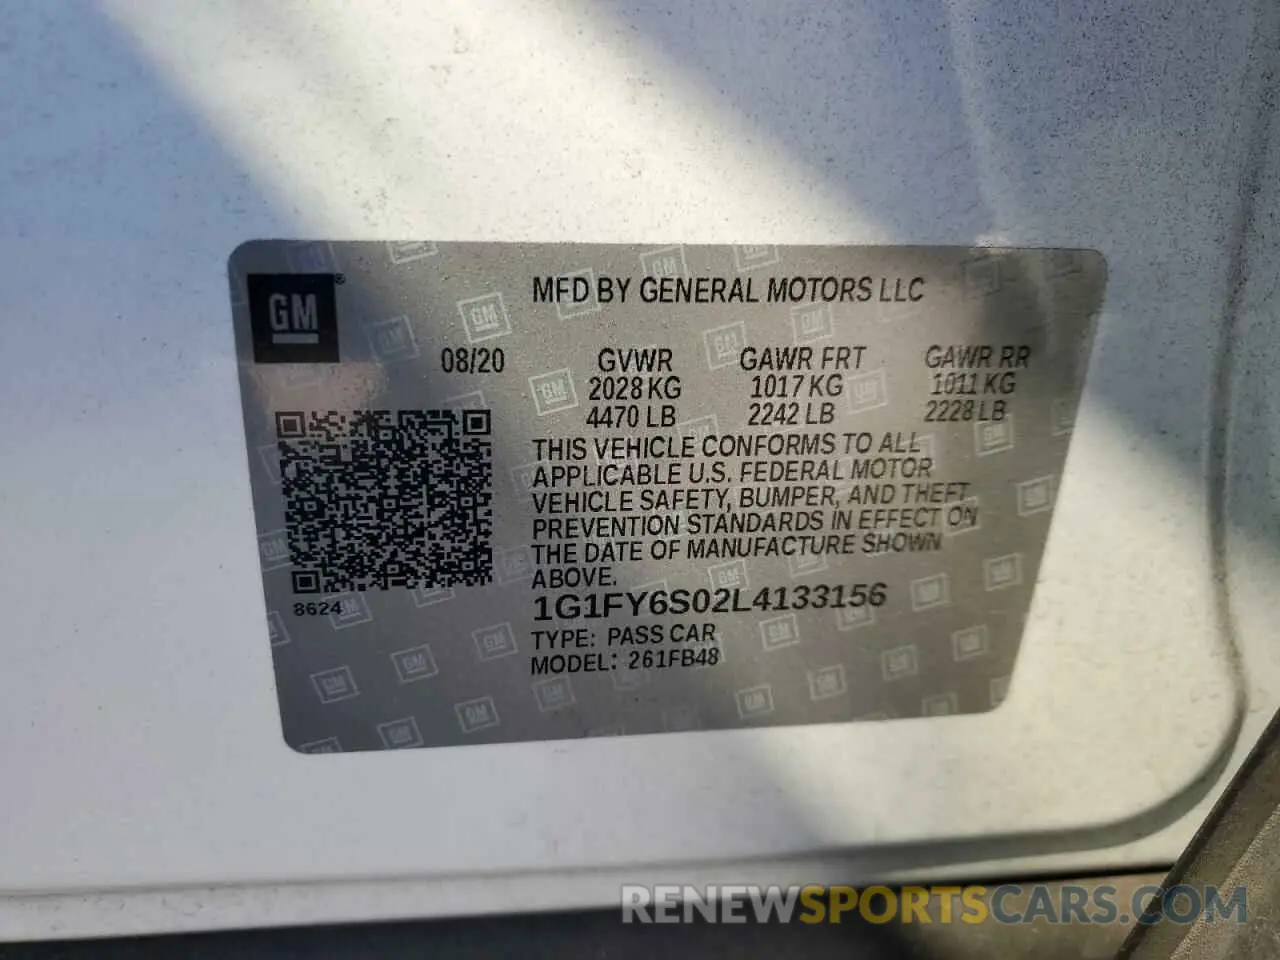 GM®
MFD BY GENERAL MOTORS LLC
08/20 GVWR GAWR FRT GAWR RR
2028 KG 1017 KG 1011 KG
4470 LB 2242 LB 2228 LB
THIS VEHICLE CONFORMS TO ALL
APPLICABLE U.S. FEDERAL MOTOR
VEHICLE SAFETY, BUMPER, AND THEFT
PREVENTION STANDARDS IN EFFECT ON
THE DATE OF MANUFACTURE SHOWN
ABOVE.
8624
1G1FY6S02L4133156
TYPE: PASS CAR
MODEL: 261FB48
RENEWSPORTSCARS.COM